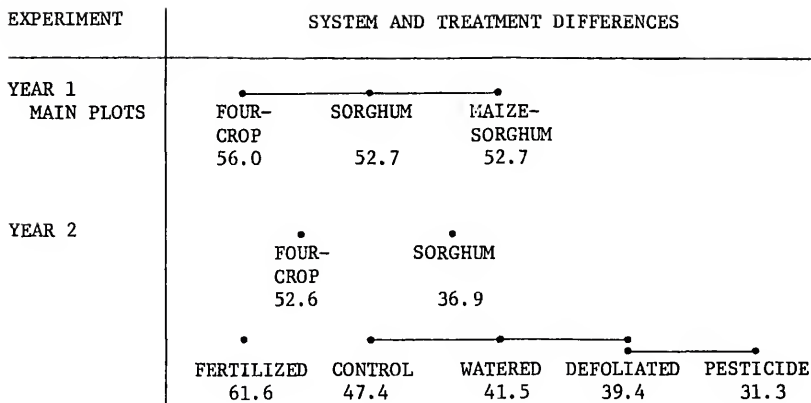 EXPERIMENT SYSTEM AND TREATMENT DIFFERENCES
YEAR 1
MAIN PLOTS FOUR- SORGHUM MAIZE-
CROP SORGHUM
56.0 52.7 52.7
YEAR 2
FOUR- SORGHUM
CROP
52.6 36.9
FERTILIZED CONTROL WATERED DEFOLIATED PESTICIDE
61.6 47.4 41.5 39.4 31.3